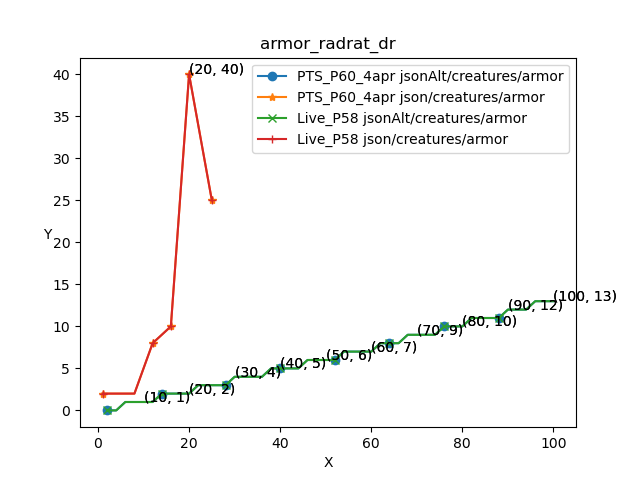 armor_radrat_dr
(20, 40)
PTS_P60_4apr jsonAlt/creatures/armor
PTS_P60_4apr json/creatures/armor
Live_P58 jsonAlt/creatures/armor
Live_P58 json/creatures/armor
40
35
30
25
20
15
10
5
0
Y
(10, 1)
(20, 2)
(30, 4)
(40, 5)
(50, 6)
(60, 7)
(70, 9)
(80, 10)
(90, 12)
(100, 13)
0 20 40 60 80 100
X